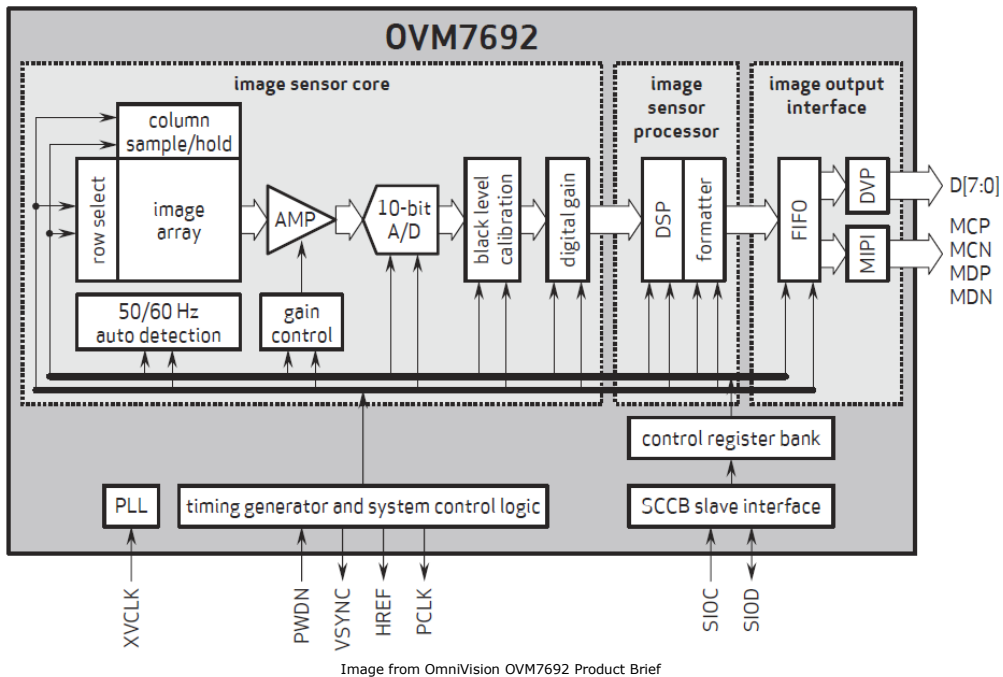 OVM7692
image sensor core
image
sensor
processor
image output
interface
column
sample/hold
row select
image
array
AMP
10-bit
A/D
black level
calibration
digital gain
DSP
formatter
FIFO
DVP
MIPI
D[7:0]
MCP
MCN
MDP
MDN
50/60 Hz
auto detection
gain
control
control register bank
PLL
timing generator and system control logic
SCCB slave interface
XVCLK
PWDN
VSYNC
HREF
PCLK
SIOC
SIOD
Image from OmniVision OVM7692 Product Brief